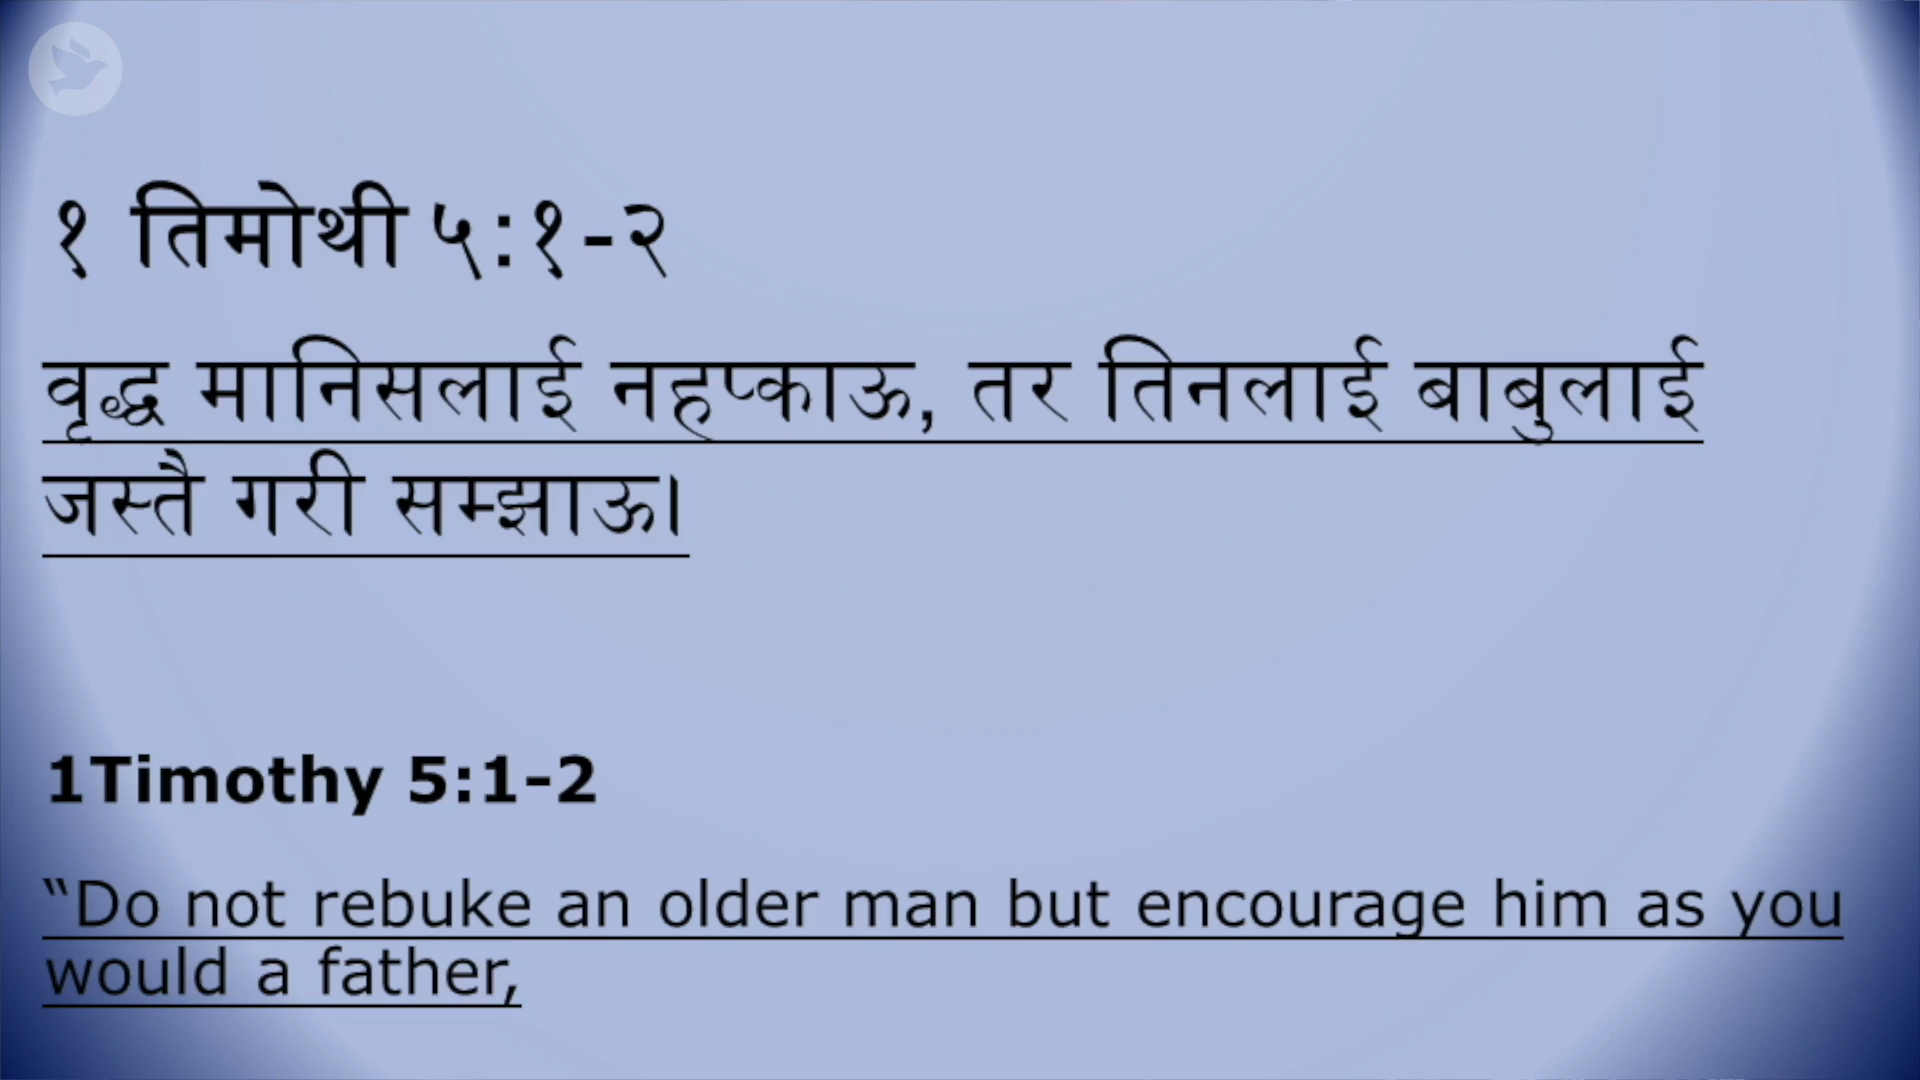 १ तिमोथी ५:१-२
वृद्ध मानिसलाई नहप्काऊ, तर तिनलाई बाबुलाई
जस्तै गरी सम्झाऊ।
1Timothy 5:1-2
“Do not rebuke an older man but encourage him as you
would a father,